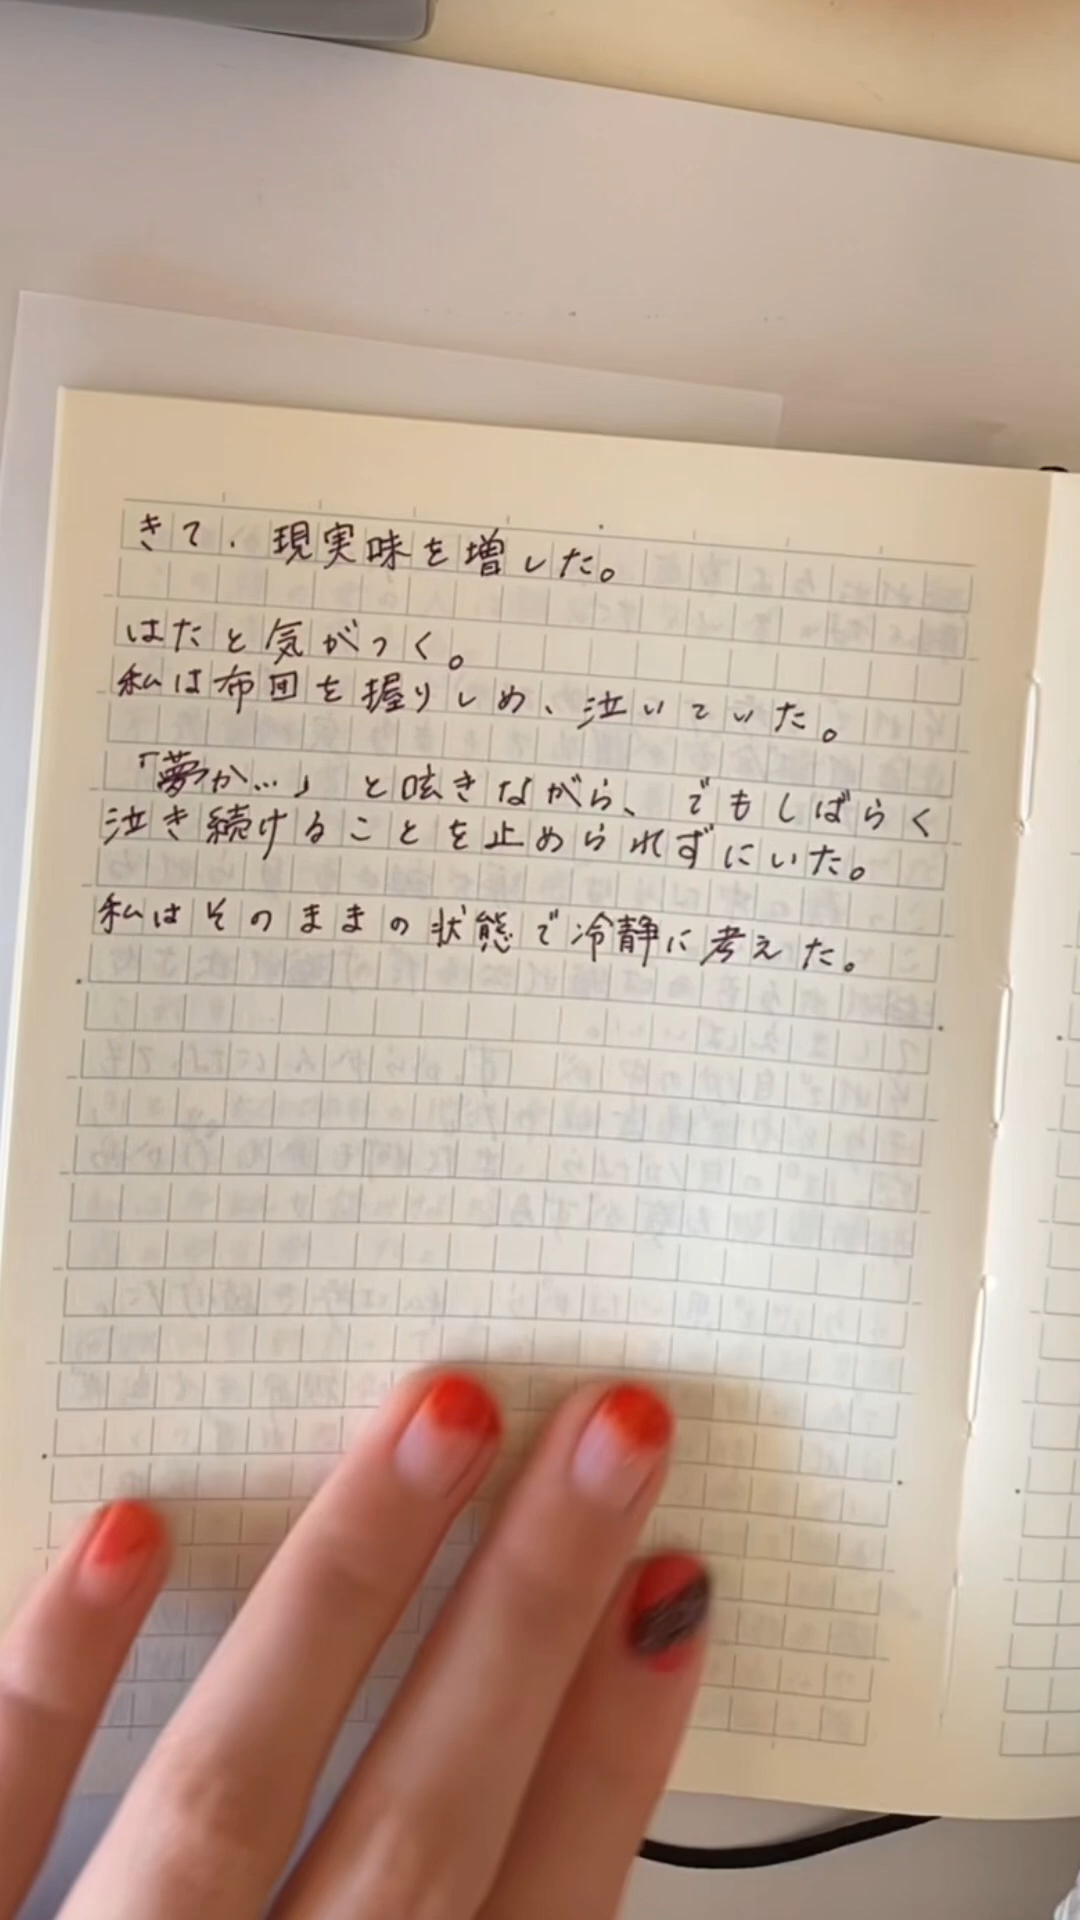 きて、現実味を増した。
はたと気がつく。
私は布団を握りしめ、泣いていた。
「夢か…」と呟きながら、でもしばらく
泣き続けることを止められずにいた。
私はそのままの状態で冷静に考えた。